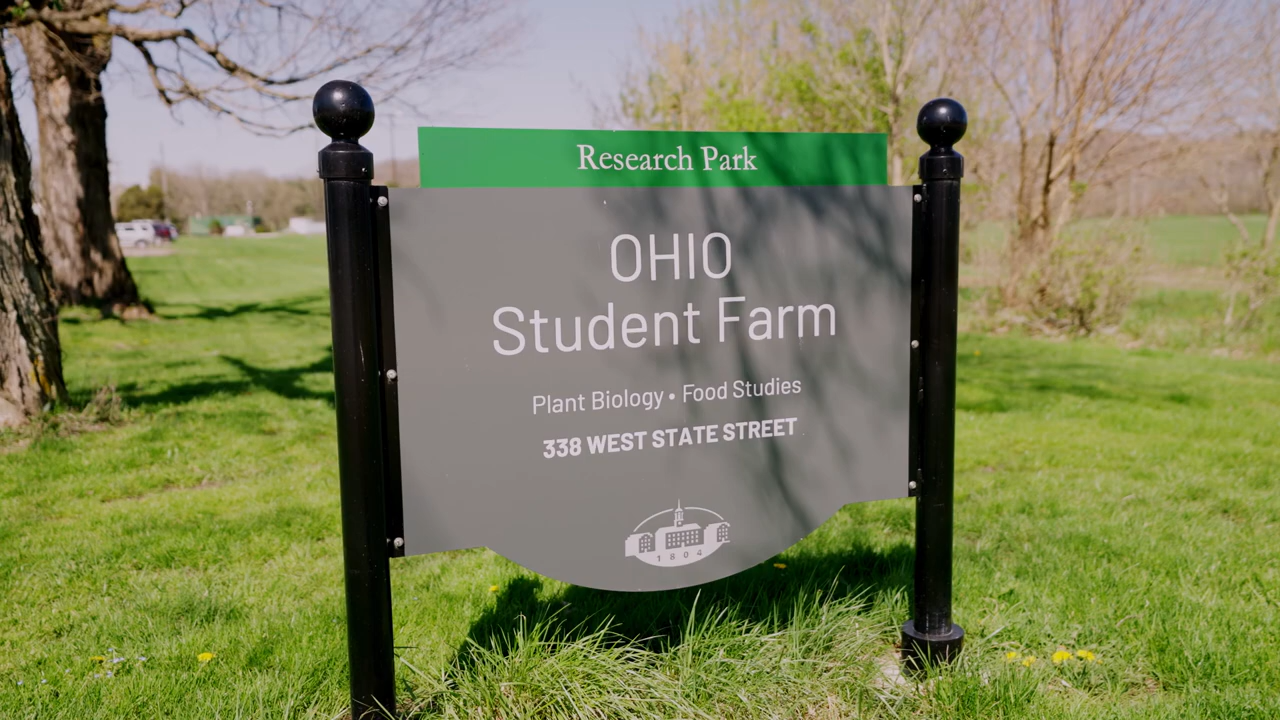 Research Park
OHIO
Student Farm
Plant Biology • Food Studies
338 WEST STATE STREET
1804